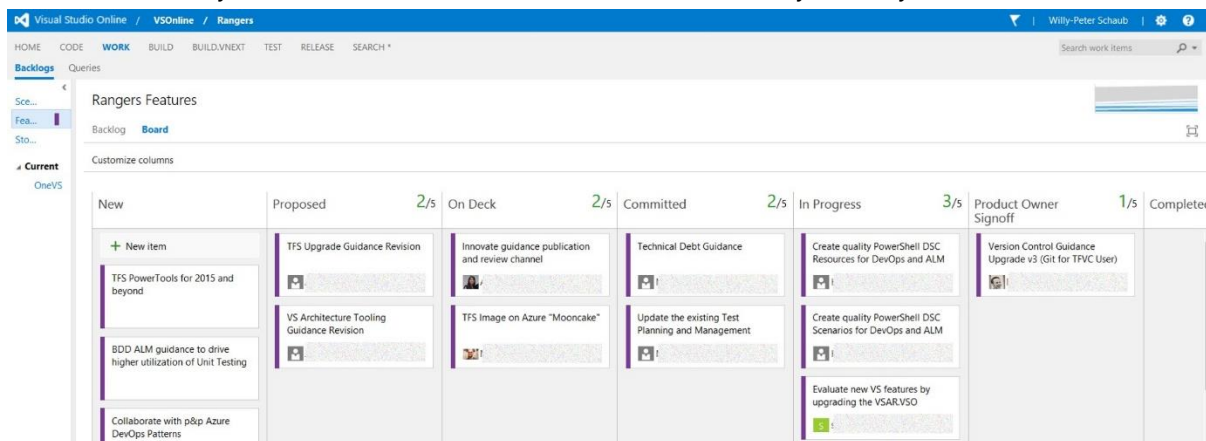 Visual Studio Online / VSOnline / Rangers
Willy-Peter Schaub
HOME CODE WORK BUILD BUILD.VNEXT TEST RELEASE SEARCH *
Search work items
Backlogs Queries
Sce...
Fea...
Sto...
Current
OneVS
Rangers Features
Backlog Board
Customize columns
New
Proposed 2/5
On Deck 2/5
Committed 2/5
In Progress 3/5
Product Owner
Signoff 1/5
+ New item
TFS PowerTools for 2015 and
beyond
BDD ALM guidance to drive
higher utilization of Unit Testing
Collaborate with p&p Azure
DevOps Patterns
TFS Upgrade Guidance Revision
VS Architecture Tooling
Guidance Revision
Innovate guidance publication
and review channel
TFS Image on Azure "Mooncake"
Technical Debt Guidance
Update the existing Test
Planning and Management
Create quality PowerShell DSC
Resources for DevOps and ALM
Create quality PowerShell DSC
Scenarios for DevOps and ALM
Evaluate new VS features by
upgrading the VSAR.VSO
S
Version Control Guidance
Upgrade v3 (Git for TFVC User)